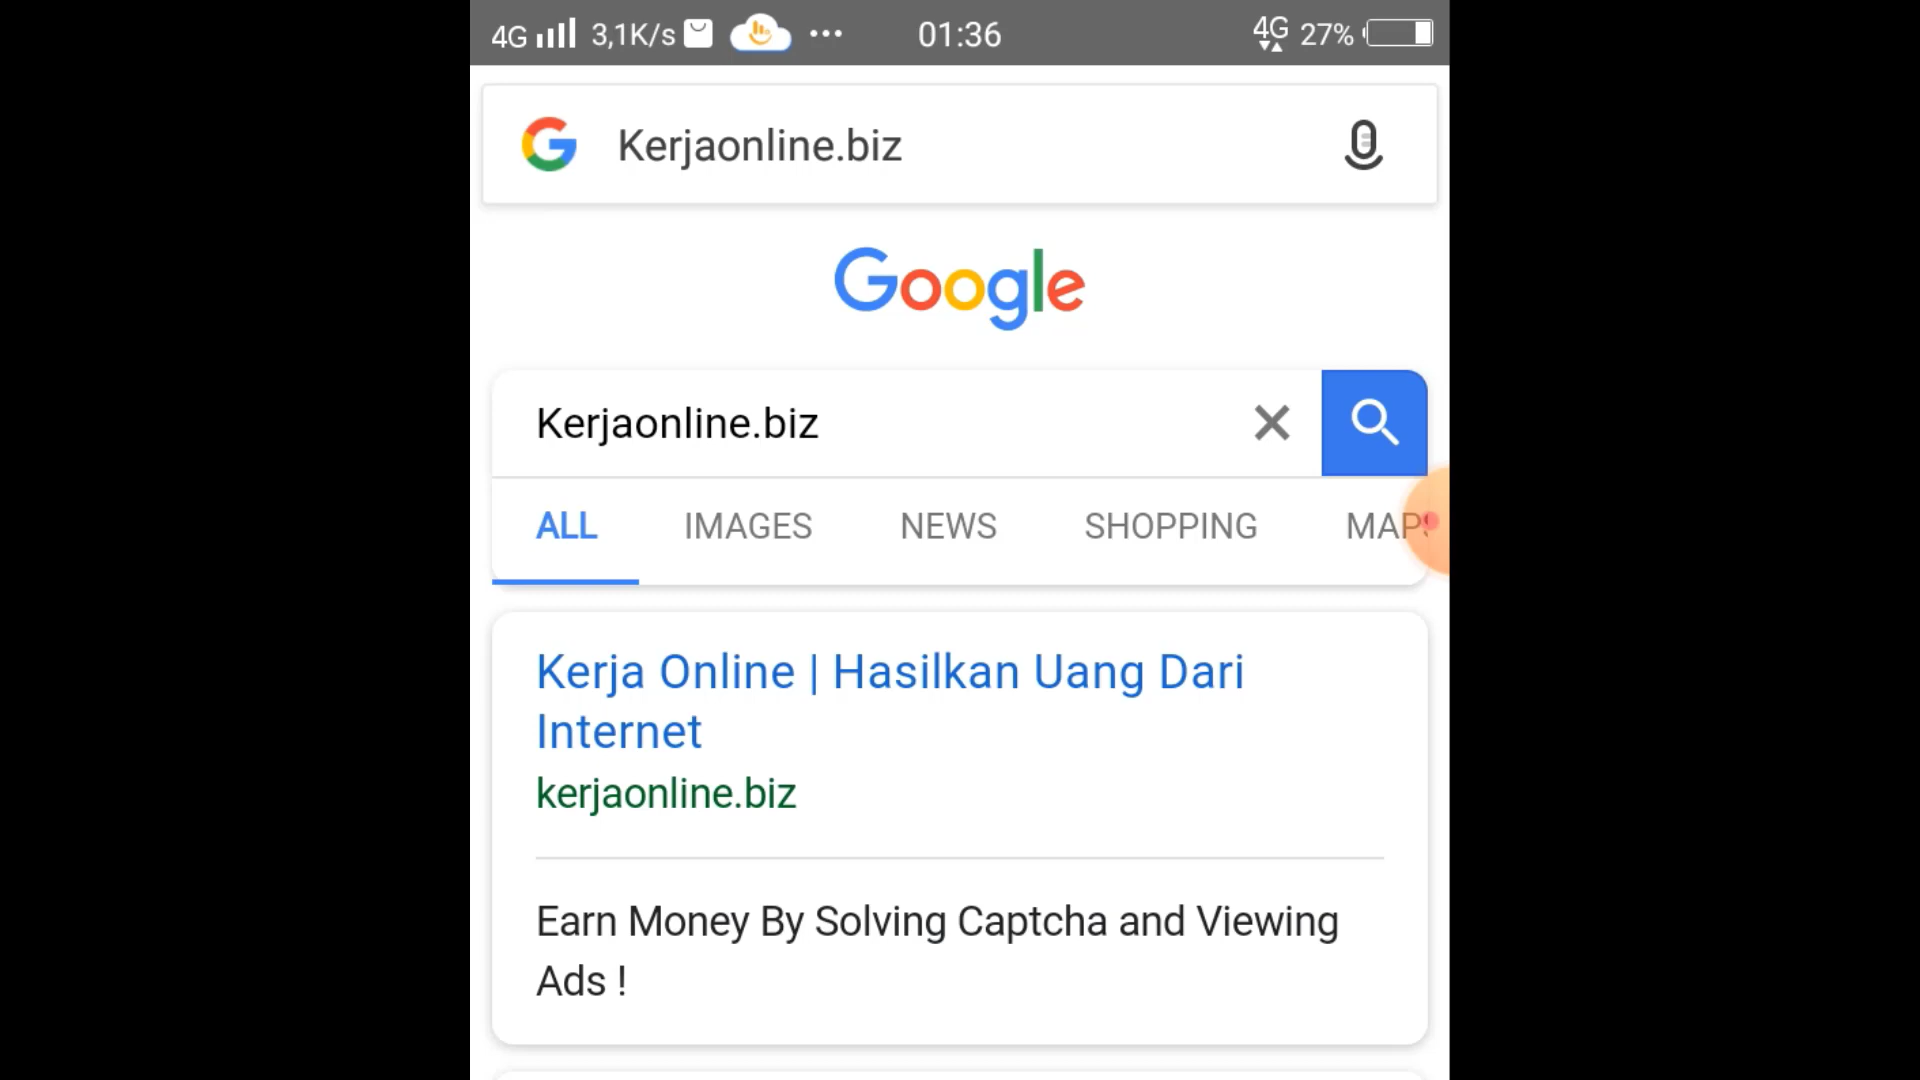 4G 3,1K/s 01:36 4G 27%
Kerjaonline.biz
Google
Kerjaonline.biz
ALL IMAGES NEWS SHOPPING MAPS
Kerja Online | Hasilkan Uang Dari
Internet
kerjaonline.biz
Earn Money By Solving Captcha and Viewing
Ads !